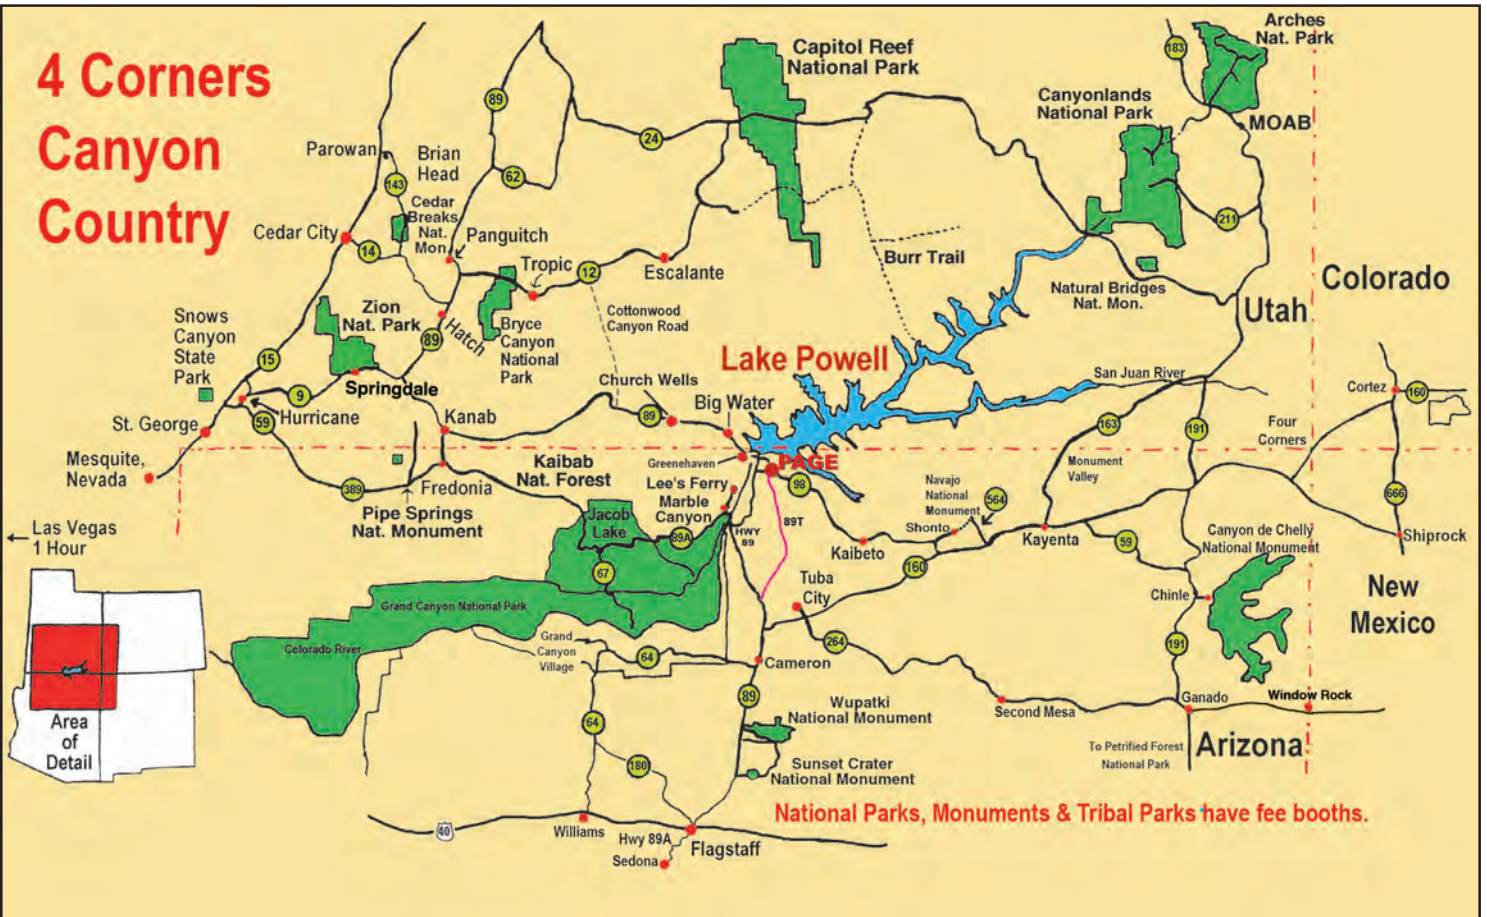 4 Corners
Canyon
Country
Arches
Nat. Park
183
Capitol Reef
National Park
Canyonlands
National Park
MOAB
89
24
62
Parowan
Brian
Head
143
Cedar
Breaks
Nat.
Mon.
Cedar City
14
Panguitch
Tropic
12
Escalante
211
Burr Trail
Natural Bridges
Nat. Mon.
Colorado
Utah
Snows
Canyon
State
Park
Zion
Nat. Park
89
Hatch
Bryce
Canyon
National
Park
Cottonwood
Canyon Road
15
Lake Powell
San Juan River
Springdale
9
Hurricane
59
St. George
Church Wells
89
Big Water
Kanab
Cortez
160
Four
Corners
163
191
Mesquite,
Nevada
Kaibab
Nat. Forest
Greenehaven
PAGE
98
Monument
Valley
389
Fredonia
Lee's Ferry
Marble
Canyon
Navajo
National
Monument
564
666
Pipe Springs
Nat. Monument
Jacob
Lake
89A
HWY
89
89T
Shonto
Kaibeto
Kayenta
59
Canyon de Chelly
National Monument
Shiprock
Las Vegas
1 Hour
67
160
Tuba
City
Chinle
New
Mexico
Grand Canyon National Park
Colorado River
Grand
Canyon
Village
64
264
191
Cameron
89
Wupatki
National Monument
Second Mesa
Ganado
Window Rock
Area
of
Detail
64
180
Sunset Crater
National Monument
To Petrified Forest
National Park
Arizona
National Parks, Monuments & Tribal Parks have fee booths.
40
Williams
Hwy 89A
Flagstaff
Sedona